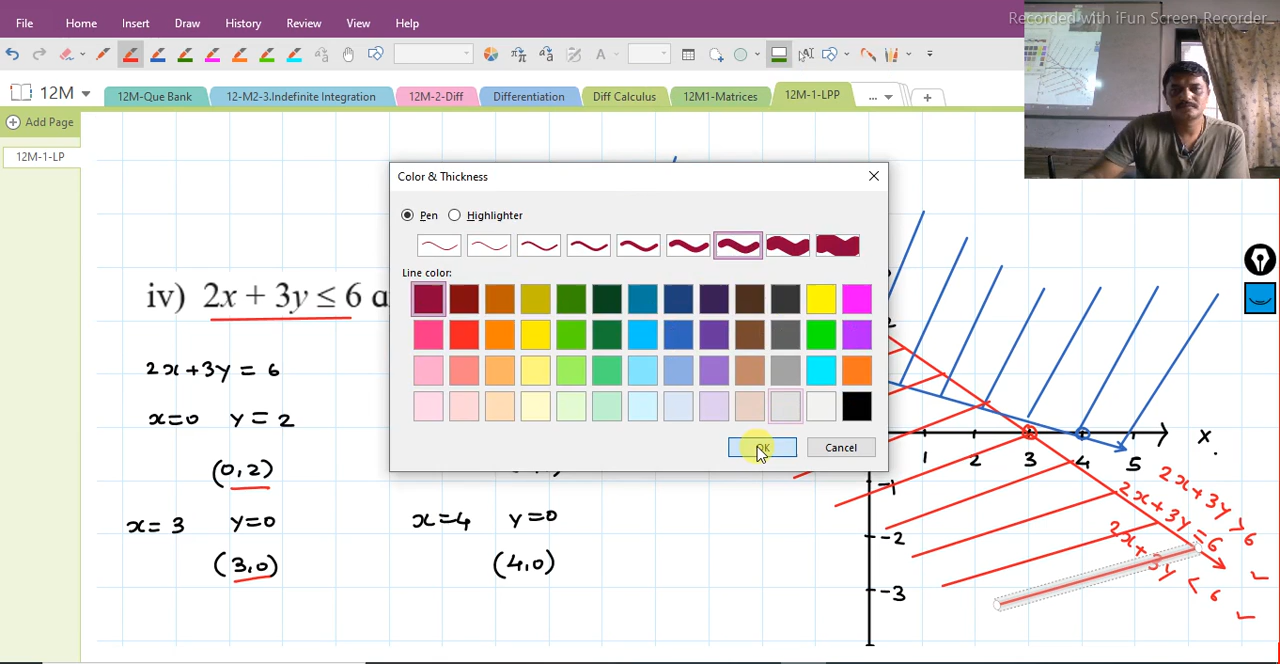 File Home Insert Draw History Review View Help
Recorded with iFun Screen Recorder
12M
12M-Que Bank 12-M2-3.Indefinite Integration 12M-2-Diff Differentiation Diff Calculus 12M1-Matrices 12M-1-LPP ...
Add Page
12M-1-LP
Color & Thickness
Pen Highlighter
Line color:
OK Cancel
iv) 2x + 3y ≤ 6 a
2x+3y = 6
x=0 y = 2
(0,2)
x= 3 y=0
(3,0)
x=4 y=0
(4,0)
2
1 2 3 4 5
x
-1
-2
-3
2x+3y>6
2x+3y=6
2x+3y<6